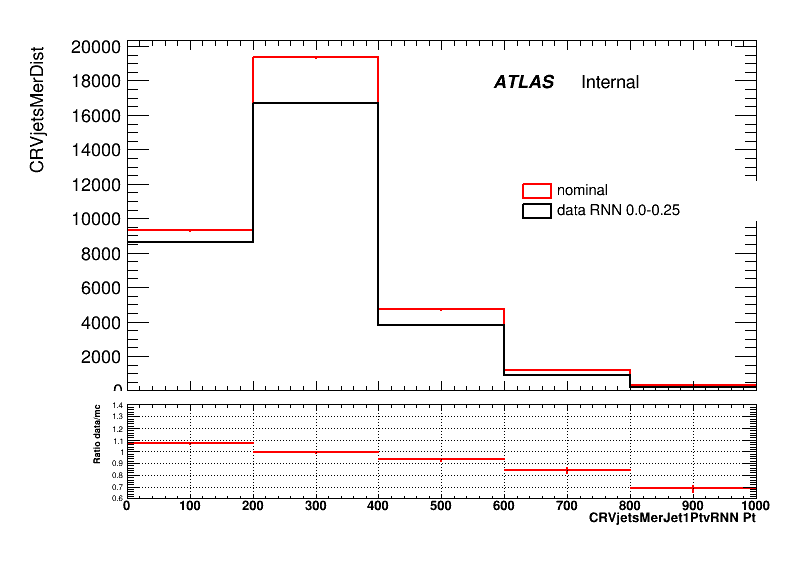 CRVjetsMerDist
20000
18000
16000
14000
12000
10000
8000
6000
4000
2000
0
ATLAS Internal
nominal
data RNN 0.0-0.25
Ratio data/mc
1.4
1.3
1.2
1.1
1
0.9
0.8
0.7
0.6
0 100 200 300 400 500 600 700 800 900 1000
CRVjetsMerJet1PtvRNN Pt